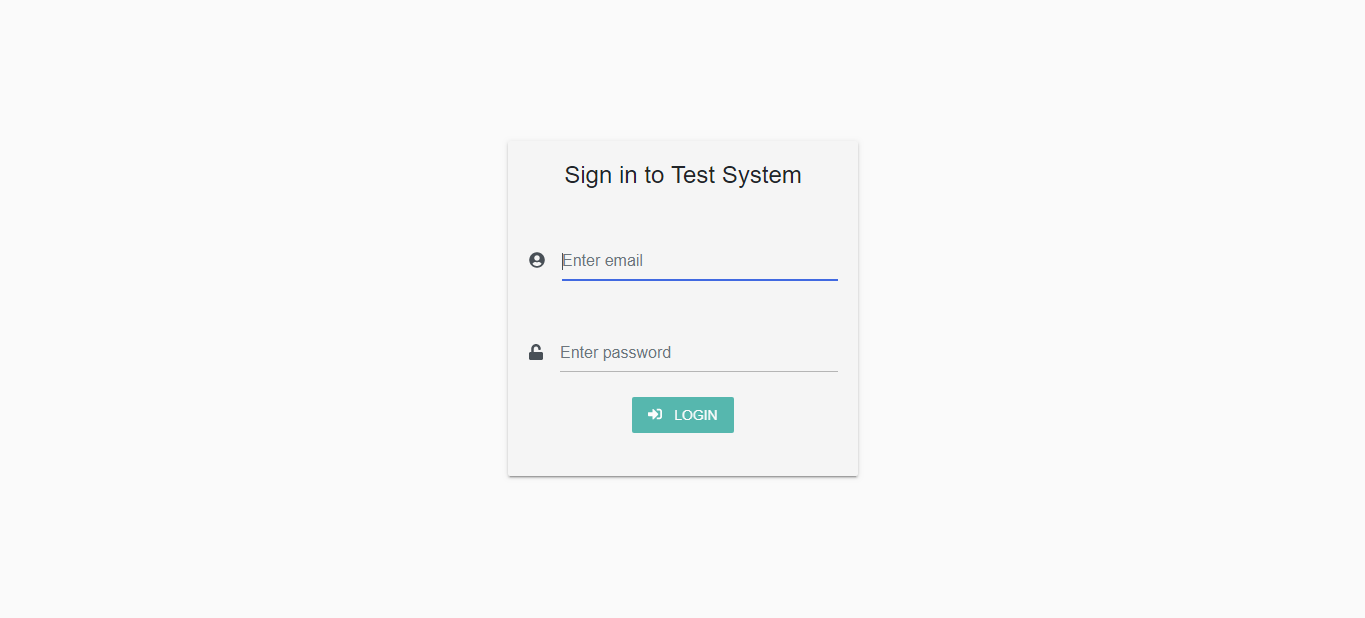 Sign in to Test System
Enter email
Enter password
LOGIN